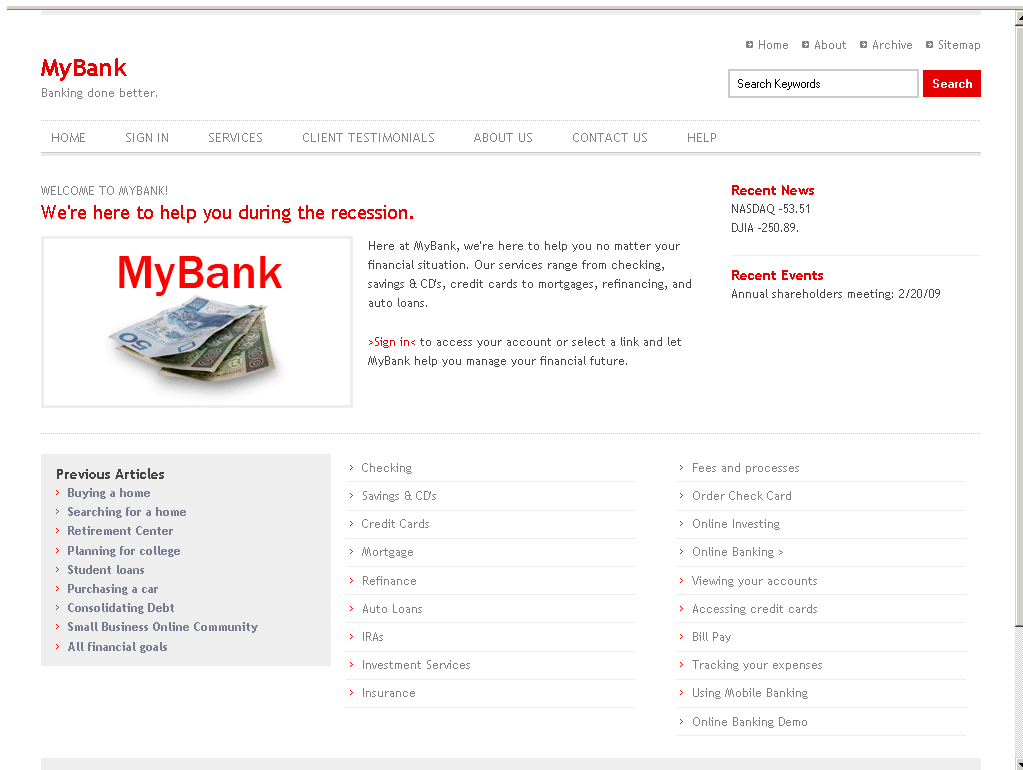 Home About Archive Sitemap
MyBank
Banking done better.
Search Keywords Search
HOME SIGN IN SERVICES CLIENT TESTIMONIALS ABOUT US CONTACT US HELP
WELCOME TO MYBANK!
We're here to help you during the recession.
MyBank
50
Here at MyBank, we're here to help you no matter your
financial situation. Our services range from checking,
savings & CD's, credit cards to mortgages, refinancing, and
auto loans.
>Sign in< to access your account or select a link and let
MyBank help you manage your financial future.
Recent News
NASDAQ -53.51
DJIA -250.89.
Recent Events
Annual shareholders meeting: 2/20/09
Previous Articles
Buying a home
Searching for a home
Retirement Center
Planning for college
Student loans
Purchasing a car
Consolidating Debt
Small Business Online Community
All financial goals
Checking
Savings & CD's
Credit Cards
Mortgage
Refinance
Auto Loans
IRAs
Investment Services
Insurance
Fees and processes
Order Check Card
Online Investing
Online Banking >
Viewing your accounts
Accessing credit cards
Bill Pay
Tracking your expenses
Using Mobile Banking
Online Banking Demo